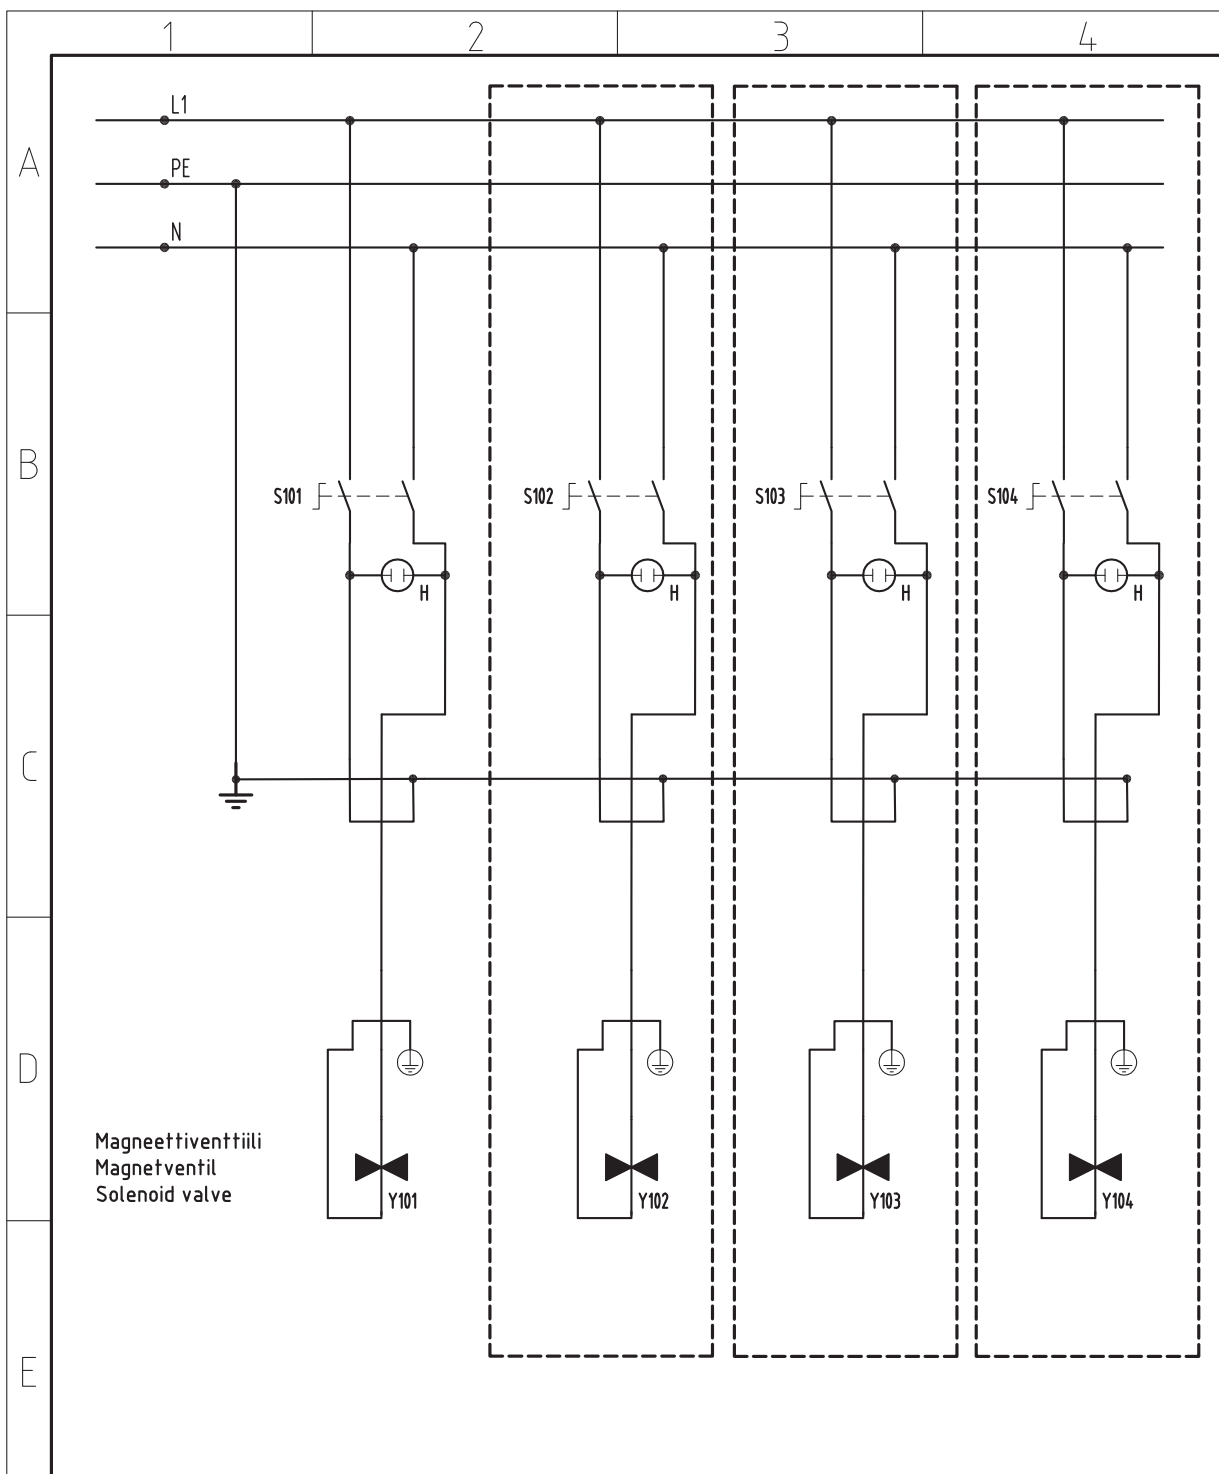 1 2 3 4
A
L1
PE
N
B
S101 S102 S103 S104
H H H H
C
D
Magneettiventtiili
Magnetventil
Solenoid valve
Y101 Y102 Y103 Y104
E